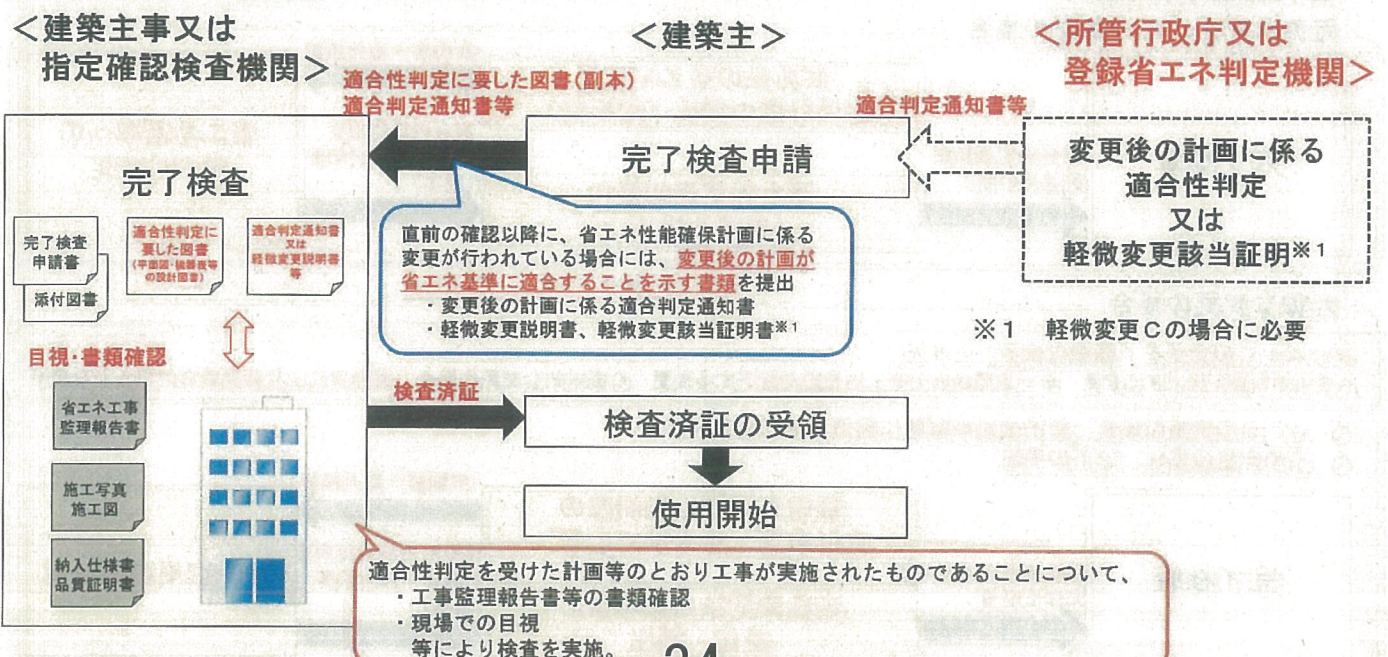 ＜建築主事又は
指定確認検査機関＞
＜建築主＞
＜所管行政庁又は
登録省エネ判定機関＞
適合性判定に要した図書(副本)
適合判定通知書等
適合判定通知書等
完了検査
完了検査申請
変更後の計画に係る
適合性判定
又は
軽微変更該当証明※1
完了検査
申請書
添付図書
適合性判定に
要した図書
(平面図・機器表等
の設計図書)
適合判定通知書
又は
軽微変更説明書
等
直前の確認以降に、省エネ性能確保計画に係る
変更が行われている場合には、変更後の計画が
省エネ基準に適合することを示す書類を提出
・変更後の計画に係る適合判定通知書
・軽微変更説明書、軽微変更該当証明書※1
※1　軽微変更Cの場合に必要
目視・書類確認
検査済証
検査済証の受領
省エネ工事
監理報告書
施工写真
施工図
使用開始
納入仕様書
品質証明書
適合性判定を受けた計画等のとおり工事が実施されたものであることについて、
・工事監理報告書等の書類確認
・現場での目視
等により検査を実施。